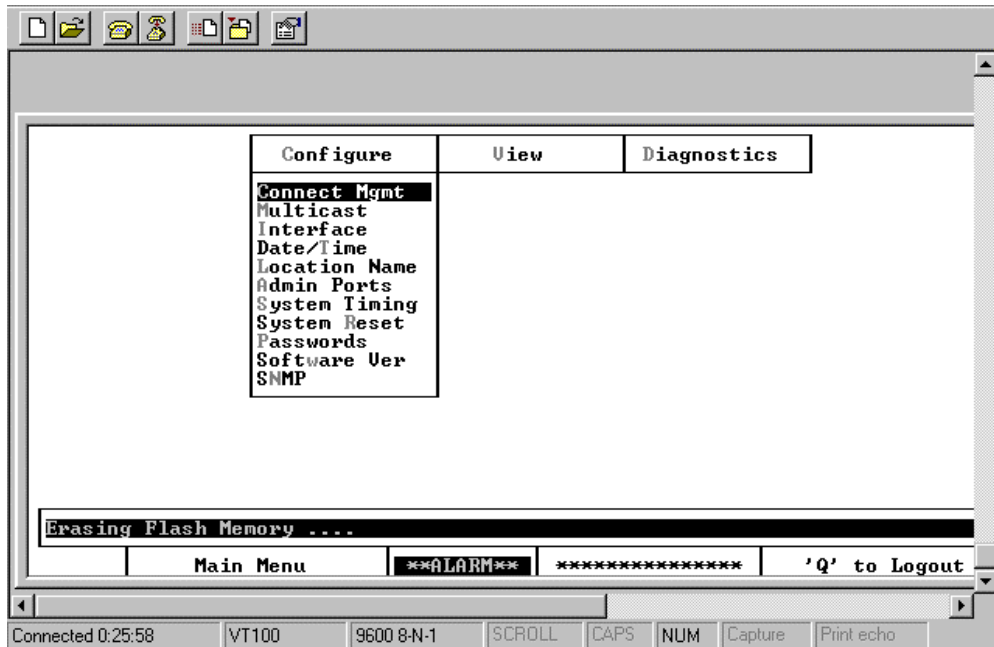 Configure View Diagnostics
Connect Mgmt
Multicast
Interface
Date/Time
Location Name
Admin Ports
System Timing
System Reset
Passwords
Software Ver
SNMP
Erasing Flash Memory ....
Main Menu **ALARM** *************** 'Q' to Logout
Connected 0:25:58 VT100 9600 8-N-1 SCROLL CAPS NUM Capture Print echo